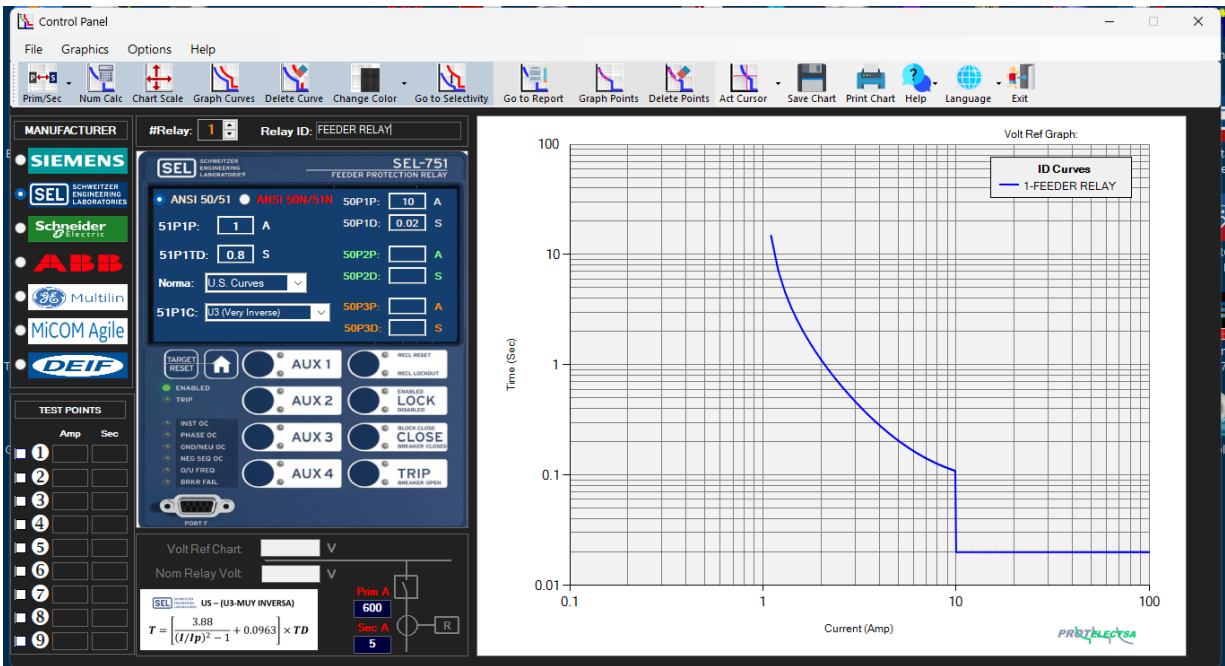 Control Panel
File Graphics Options Help
Prim/Sec Num Calc Chart Scale Graph Curves Delete Curve Change Color Go to Selectivity Go to Report Graph Points Delete Points Act Cursor Save Chart Print Chart Help Language Exit
MANUFACTURER
SIEMENS
SEL SCHWEITZER ENGINEERING LABORATORIES
Schneider Electric
ABB
GE Multilin
MiCOM Agile
DEIF
TEST POINTS
Amp Sec
1
2
3
4
5
6
7
8
9
#Relay: 1 Relay ID: FEEDER RELAY
SEL SCHWEITZER ENGINEERING LABORATORIES
SEL-751
FEEDER PROTECTION RELAY
ANSI 50/51 ANSI 50N/51N 50P1P: 10 A
51P1P: 1 A 50P1D: 0.02 S
51P1TD: 0.8 S 50P2P: A
Norma: U.S. Curves 50P2D: S
51P1C: U3 (Very Inverse) 50P3P: A
50P3D: S
TARGET RESET
AUX 1
RECL RESET
RECL LOCKOUT
ENABLED
TRIP
AUX 2
ENABLED
LOCK
DISABLED
INST OC
PHASE OC
GND/NEU OC
NEG SEQ OC
O/U FREQ
BRKR FAIL
AUX 3
BLOCK CLOSE
CLOSE
BREAKER CLOSED
AUX 4
TRIP
BREAKER OPEN
PORT F
Volt Ref Chart: V
Nom Relay Volt: V
SEL SCHWEITZER ENGINEERING LABORATORIES US – (U3-MUY INVERSA)
T = [3.88 / ((I/Ip)² − 1) + 0.0963] × TD
Prim A
600
Sec A
5
R
Volt Ref Graph:
ID Curves
1-FEEDER RELAY
100
10
1
0.1
0.01
Time (Sec)
0.1 1 10 100
Current (Amp)
PROTELECTSA